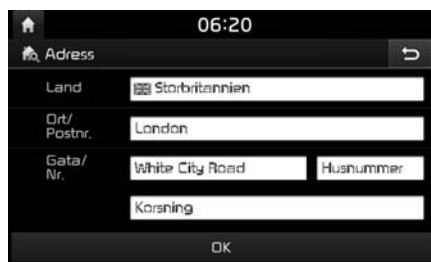 06:20
Adress
Land Storbritannien
Ort/
Postnr. London
Gata/
Nr. White City Road Husnummer
Korsning
OK